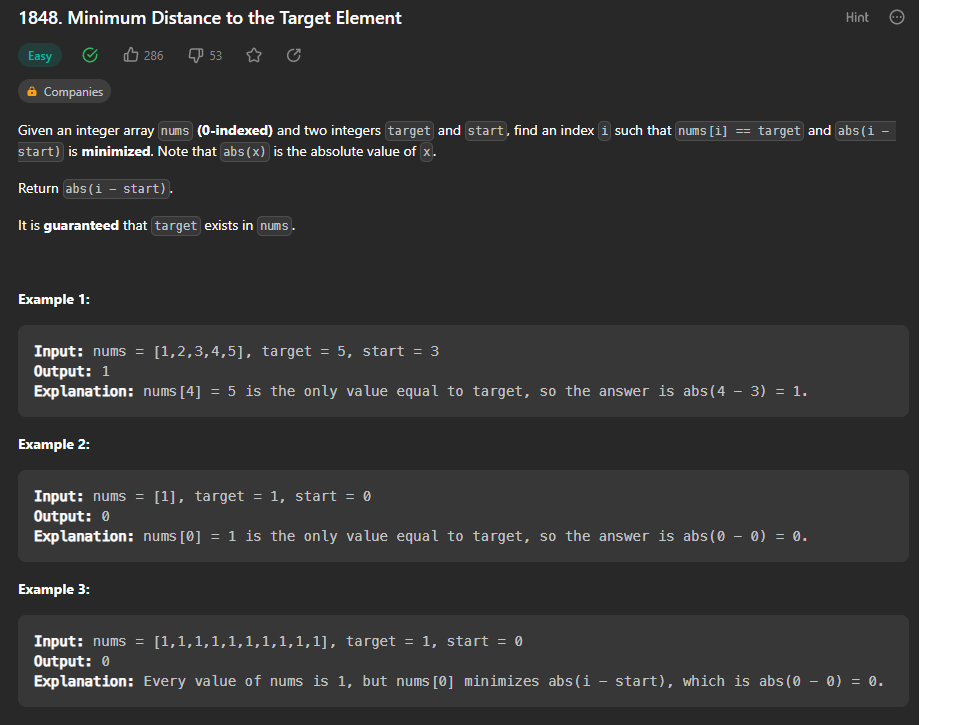 1848. Minimum Distance to the Target Element
Hint
Easy
286
53
Companies
Given an integer array nums (0-indexed) and two integers target and start, find an index i such that nums[i] == target and abs(i -
start) is minimized. Note that abs(x) is the absolute value of x.
Return abs(i - start).
It is guaranteed that target exists in nums.
Example 1:
Input: nums = [1,2,3,4,5], target = 5, start = 3
Output: 1
Explanation: nums[4] = 5 is the only value equal to target, so the answer is abs(4 - 3) = 1.
Example 2:
Input: nums = [1], target = 1, start = 0
Output: 0
Explanation: nums[0] = 1 is the only value equal to target, so the answer is abs(0 - 0) = 0.
Example 3:
Input: nums = [1,1,1,1,1,1,1,1,1,1], target = 1, start = 0
Output: 0
Explanation: Every value of nums is 1, but nums[0] minimizes abs(i - start), which is abs(0 - 0) = 0.